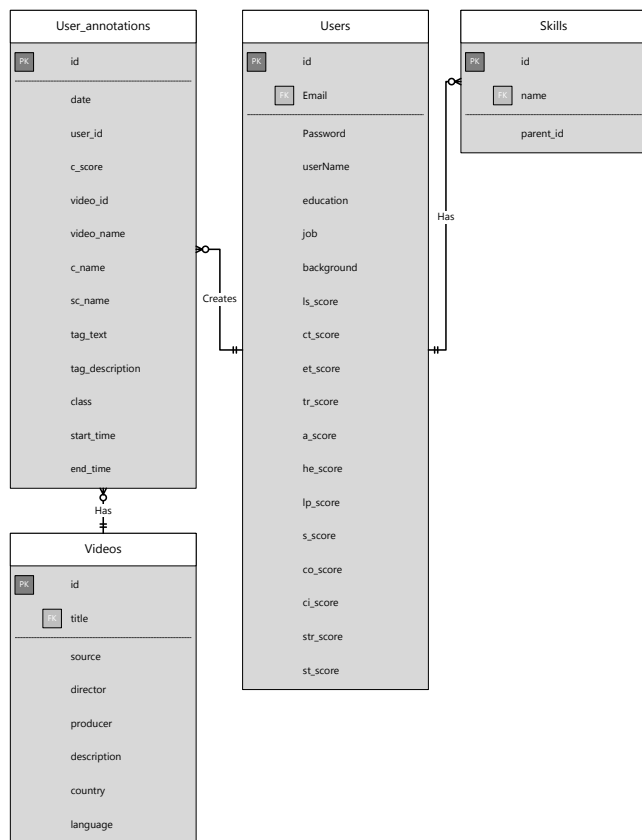 User_annotations
PK id
date
user_id
c_score
video_id
video_name
c_name
sc_name
tag_text
tag_description
class
start_time
end_time
Has
Videos
PK id
FK title
source
director
producer
description
country
language
Creates
Users
PK id
FK Email
Password
userName
education
job
background
ls_score
ct_score
et_score
tr_score
a_score
he_score
lp_score
s_score
co_score
ci_score
str_score
st_score
Has
Skills
PK id
FK name
parent_id